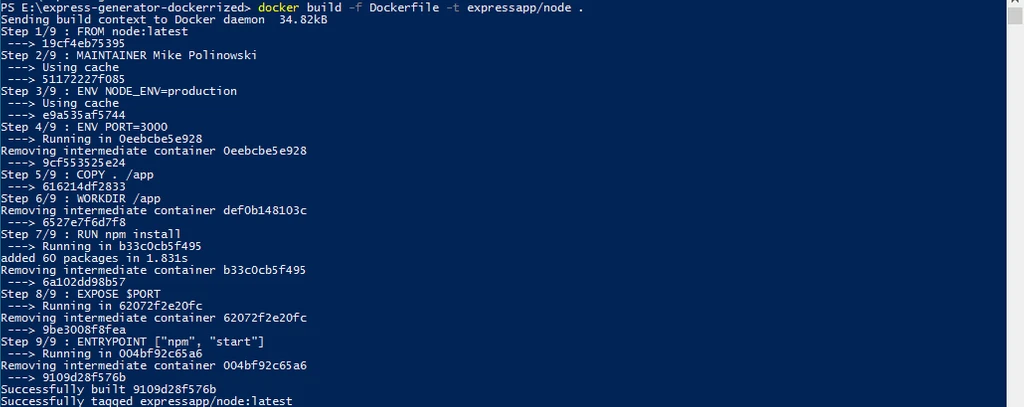 PS E:\express-generator-dockerrized> docker build -f Dockerfile -t expressapp/node .
Sending build context to Docker daemon  34.82kB
Step 1/9 : FROM node:latest
 ---> 19cf4eb75395
Step 2/9 : MAINTAINER Mike Polinowski
 ---> Using cache
 ---> 51172227f085
Step 3/9 : ENV NODE_ENV=production
 ---> Using cache
 ---> e9a535af5744
Step 4/9 : ENV PORT=3000
 ---> Running in 0eebcbe5e928
Removing intermediate container 0eebcbe5e928
 ---> 9cf553525e24
Step 5/9 : COPY . /app
 ---> 616214df2833
Step 6/9 : WORKDIR /app
Removing intermediate container def0b148103c
 ---> 6527e7f6d7f8
Step 7/9 : RUN npm install
 ---> Running in b33c0cb5f495
added 60 packages in 1.831s
Removing intermediate container b33c0cb5f495
 ---> 6a102dd98b57
Step 8/9 : EXPOSE $PORT
 ---> Running in 62072f2e20fc
Removing intermediate container 62072f2e20fc
 ---> 9be3008f8fea
Step 9/9 : ENTRYPOINT ["npm", "start"]
 ---> Running in 004bf92c65a6
Removing intermediate container 004bf92c65a6
 ---> 9109d28f576b
Successfully built 9109d28f576b
Successfully tagged expressapp/node:latest